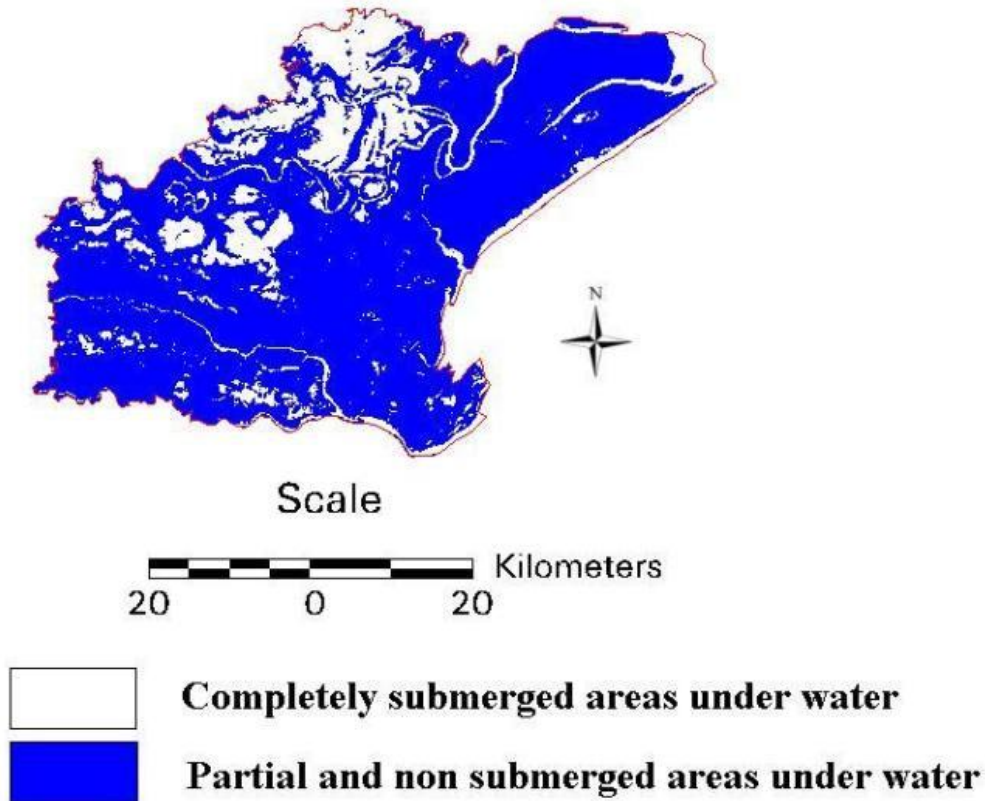 N
Scale
Kilometers
20 0 20
Completely submerged areas under water
Partial and non submerged areas under water